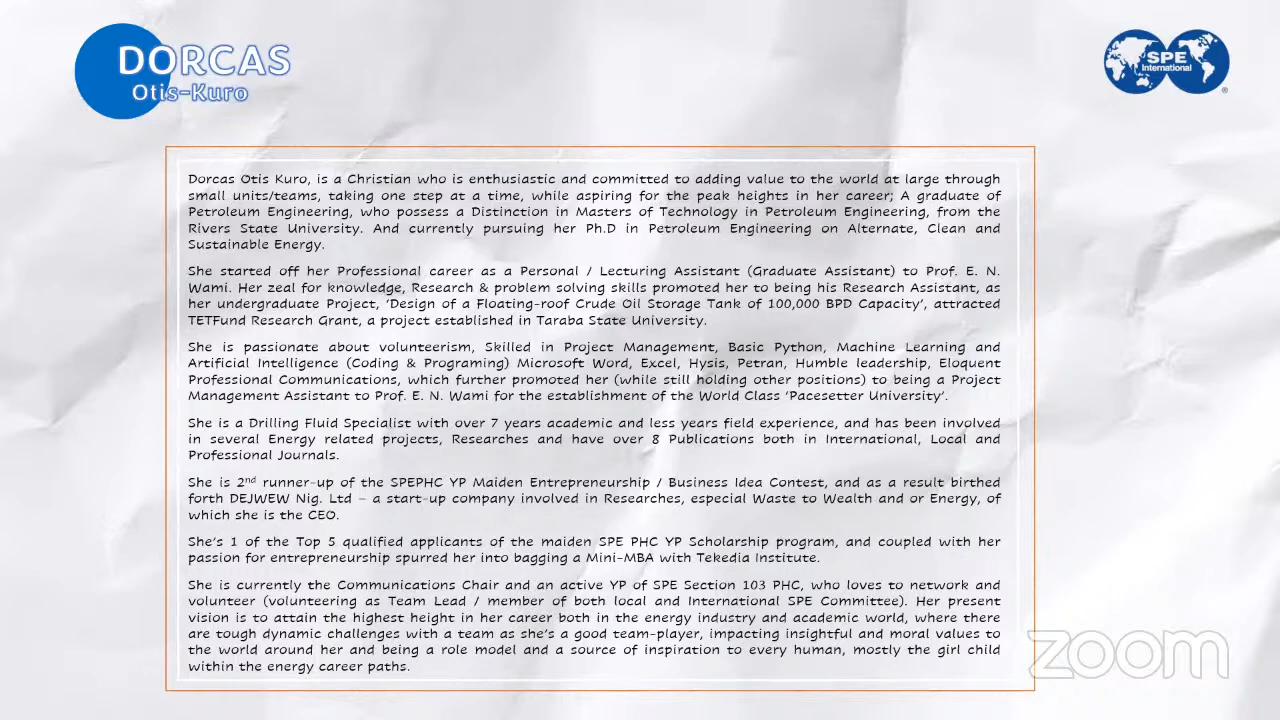 DORCAS
Otis-Kuro
SPE
International
Dorcas Otis Kuro, is a Christian who is enthusiastic and committed to adding value to the world at large through
small units/teams, taking one step at a time, while aspiring for the peak heights in her career; A graduate of
Petroleum Engineering, who possess a Distinction in Masters of Technology in Petroleum Engineering, from the
Rivers State University. And currently pursuing her Ph.D in Petroleum Engineering on Alternate, Clean and
Sustainable Energy.
She started off her Professional career as a Personal / Lecturing Assistant (Graduate Assistant) to Prof. E. N.
Wami. Her zeal for knowledge, Research & problem solving skills promoted her to being his Research Assistant, as
her undergraduate Project, ‘Design of a Floating-roof Crude Oil Storage Tank of 100,000 BPD Capacity’, attracted
TETFund Research Grant, a project established in Taraba State University.
She is passionate about volunteerism, Skilled in Project Management, Basic Python, Machine Learning and
Artificial Intelligence (Coding & Programing) Microsoft Word, Excel, Hysis, Petran, Humble leadership, Eloquent
Professional Communications, which further promoted her (while still holding other positions) to being a Project
Management Assistant to Prof. E. N. Wami for the establishment of the World Class ‘Pacesetter University’.
She is a Drilling Fluid Specialist with over 7 years academic and less years field experience, and has been involved
in several Energy related projects, Researches and have over 8 Publications both in International, Local and
Professional Journals.
She is 2nd runner-up of the SPEPHC YP Maiden Entrepreneurship / Business Idea Contest, and as a result birthed
forth DEJWEW Nig. Ltd – a start-up company involved in Researches, especial Waste to Wealth and or Energy, of
which she is the CEO.
She’s 1 of the Top 5 qualified applicants of the maiden SPE PHC YP Scholarship program, and coupled with her
passion for entrepreneurship spurred her into bagging a Mini-MBA with Tekedia Institute.
She is currently the Communications Chair and an active YP of SPE Section 103 PHC, who loves to network and
volunteer (volunteering as Team Lead / member of both local and International SPE Committee). Her present
vision is to attain the highest height in her career both in the energy industry and academic world, where there
are tough dynamic challenges with a team as she’s a good team-player, impacting insightful and moral values to
the world around her and being a role model and a source of inspiration to every human, mostly the girl child
within the energy career paths.
zoom